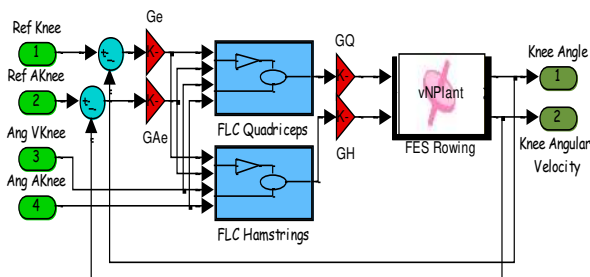 Ref Knee
1
Ref AKnee
2
Ang VKnee
3
Ang AKnee
4
Ge
K-
GAe
K-
FLC Quadriceps
FLC Hamstrings
GQ
K-
GH
K-
vNPlant
FES Rowing
Knee Angle
1
2
Knee Angular
Velocity